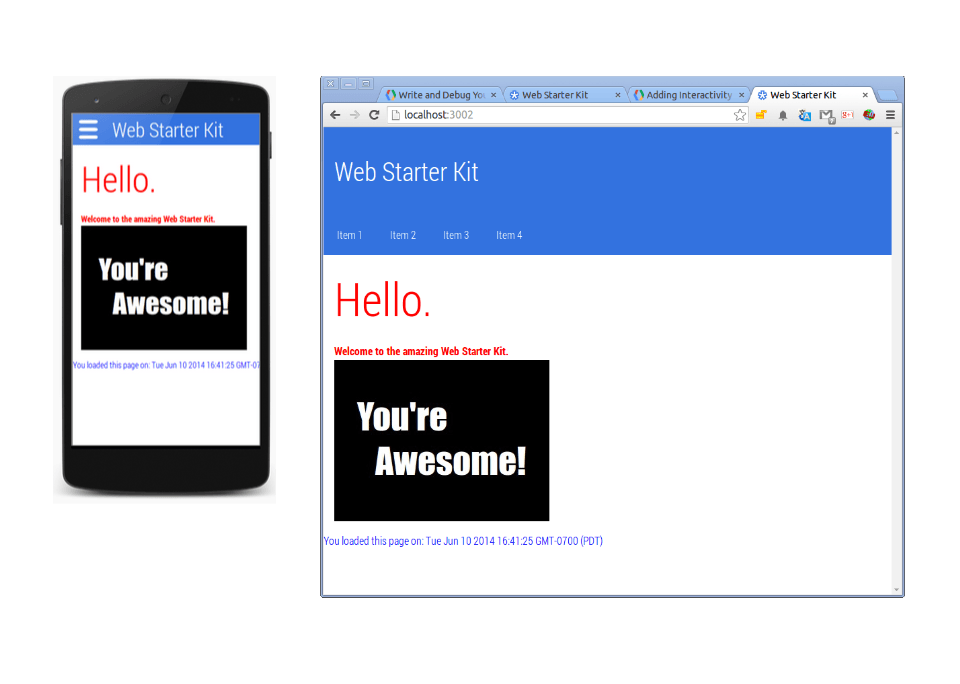 Web Starter Kit
Hello.
Welcome to the amazing Web Starter Kit.
You're
Awesome!
You loaded this page on: Tue Jun 10 2014 16:41:25 GMT-07
Write and Debug You
Web Starter Kit
Adding Interactivity
Web Starter Kit
localhost:3002
g+1
Web Starter Kit
Item 1 Item 2 Item 3 Item 4
Hello.
Welcome to the amazing Web Starter Kit.
You're
Awesome!
You loaded this page on: Tue Jun 10 2014 16:41:25 GMT-0700 (PDT)